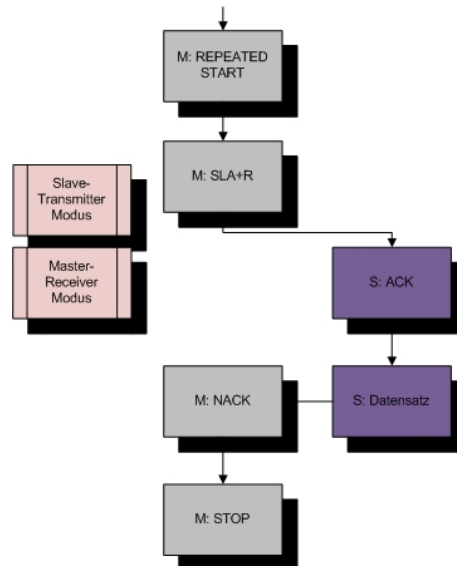 M: REPEATED
START
M: SLA+R
Slave-
Transmitter
Modus
Master-
Receiver
Modus
S: ACK
M: NACK
S: Datensatz
M: STOP